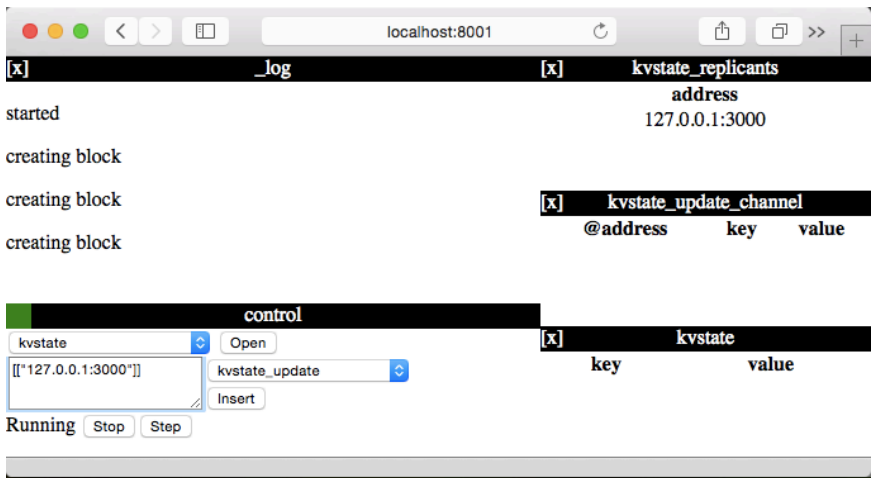 localhost:8001
[x] _log
started
creating block
creating block
creating block
control
kvstate Open
[["127.0.0.1:3000"]] kvstate_update
Insert
Running Stop Step
[x] kvstate_replicants
address
127.0.0.1:3000
[x] kvstate_update_channel
@address key value
[x] kvstate
key value